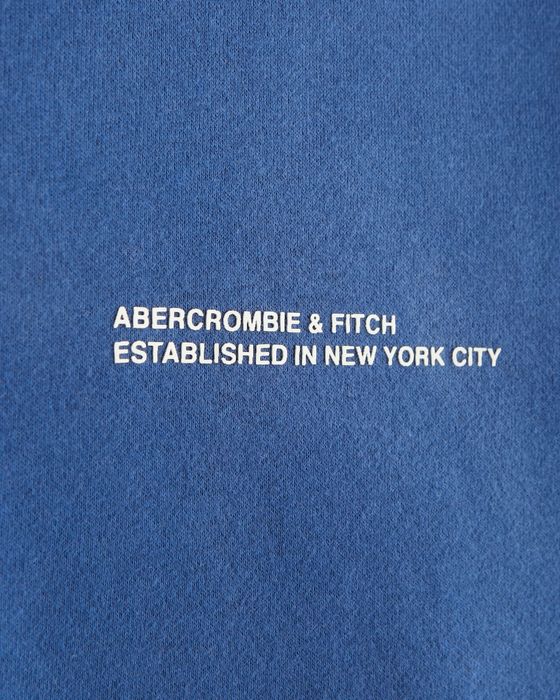 ABERCROMBIE & FITCH
ESTABLISHED IN NEW YORK CITY